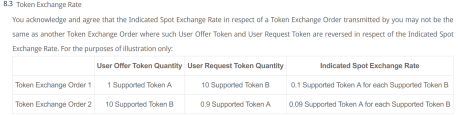 8.3 Token Exchange Rate
You acknowledge and agree that the Indicated Spot Exchange Rate in respect of a Token Exchange Order transmitted by you may not be the
same as another Token Exchange Order where such User Offer Token and User Request Token are reversed in respect of the Indicated Spot
Exchange Rate. For the purposes of illustration only:
User Offer Token Quantity User Request Token Quantity Indicated Spot Exchange Rate
Token Exchange Order 1 1 Supported Token A 10 Supported Token B 0.1 Supported Token A for each Supported Token B
Token Exchange Order 2 10 Supported Token B 0.9 Supported Token A 0.09 Supported Token A for each Supported Token B